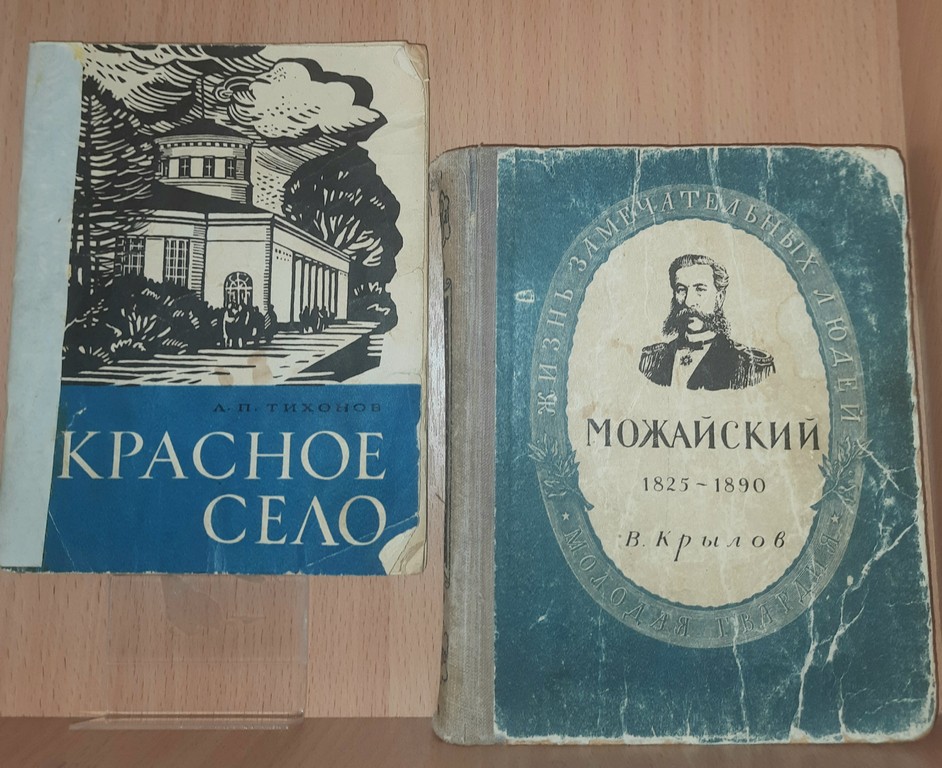 Л. П. ТИХОНОВ
КРАСНОЕ
СЕЛО
ЖИЗНЬ ЗАМЕЧАТЕЛЬНЫХ ЛЮДЕЙ
МОЖАЙСКИЙ
1825-1890
В. Крылов
МОЛОДАЯ ГВАРДИЯ